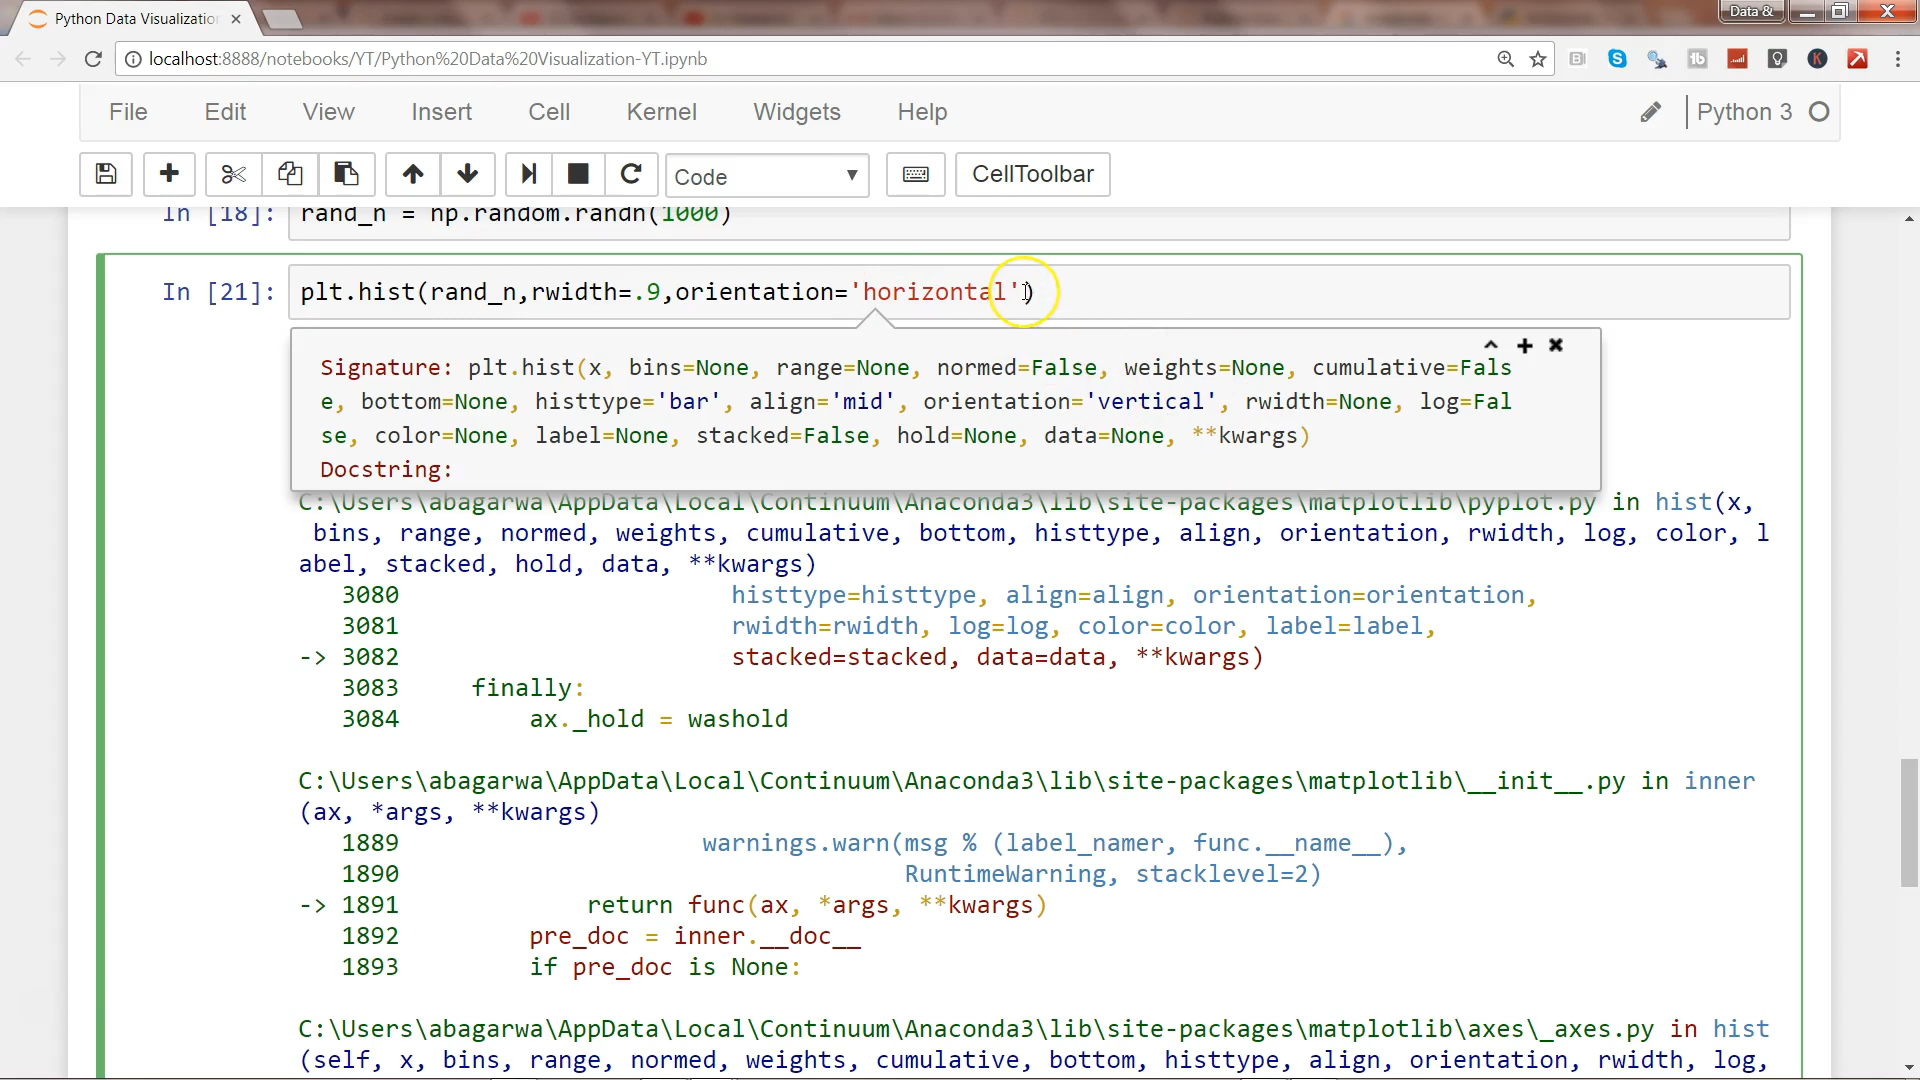 Python Data Visualizatio
Data &
localhost:8888/notebooks/YT/Python%20Data%20Visualization-YT.ipynb
File Edit View Insert Cell Kernel Widgets Help Python 3
Code CellToolbar
In [18]: rand_n = np.random.randn(1000)
In [21]: plt.hist(rand_n,rwidth=.9,orientation='horizontal')
Signature: plt.hist(x, bins=None, range=None, normed=False, weights=None, cumulative=Fals
e, bottom=None, histtype='bar', align='mid', orientation='vertical', rwidth=None, log=Fal
se, color=None, label=None, stacked=False, hold=None, data=None, **kwargs)
Docstring:
C:\Users\abagarwa\AppData\Local\Continuum\Anaconda3\lib\site-packages\matplotlib\pyplot.py in hist(x,
bins, range, normed, weights, cumulative, bottom, histtype, align, orientation, rwidth, log, color, l
abel, stacked, hold, data, **kwargs)
3080 histtype=histtype, align=align, orientation=orientation,
3081 rwidth=rwidth, log=log, color=color, label=label,
-> 3082 stacked=stacked, data=data, **kwargs)
3083 finally:
3084 ax._hold = washold
C:\Users\abagarwa\AppData\Local\Continuum\Anaconda3\lib\site-packages\matplotlib\__init__.py in inner
(ax, *args, **kwargs)
1889 warnings.warn(msg % (label_namer, func.__name__),
1890 RuntimeWarning, stacklevel=2)
-> 1891 return func(ax, *args, **kwargs)
1892 pre_doc = inner.__doc__
1893 if pre_doc is None:
C:\Users\abagarwa\AppData\Local\Continuum\Anaconda3\lib\site-packages\matplotlib\axes\_axes.py in hist
(self, x, bins, range, normed, weights, cumulative, bottom, histtype, align, orientation, rwidth, log,